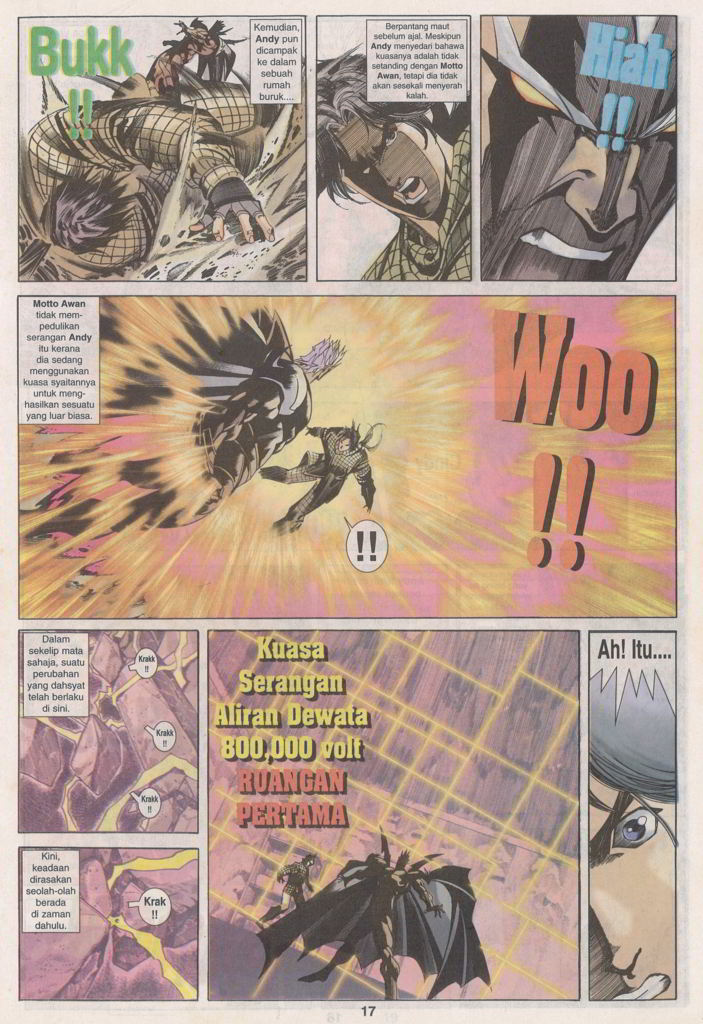 Bukk
!!
Kemudian,
Andy pun
dicampak
ke dalam
sebuah
rumah
buruk....
Berpantang maut
sebelum ajal. Meskipun
Andy menyedari bahawa
kuasanya adalah tidak
setanding dengan Motto
Awan, tetapi dia tidak
akan sesekali menyerah
kalah.
Hiah
!!
Motto Awan
tidak mem-
pedulikan
serangan Andy
itu kerana
dia sedang
menggunakan
kuasa syaitannya
untuk meng-
hasilkan sesuatu
yang luar biasa.
Woo
!!
!!
Dalam
sekelip mata
sahaja, suatu
perubahan
yang dahsyat
telah berlaku
di sini.
Krakk
!!
Krakk
!!
Krakk
!!
Kini,
keadaan
dirasakan
seolah-olah
berada
di zaman
dahulu.
Krak
!!
Kuasa
Serangan
Aliran Dewata
800,000 volt
RUANGAN
PERTAMA
Ah! Itu....
17